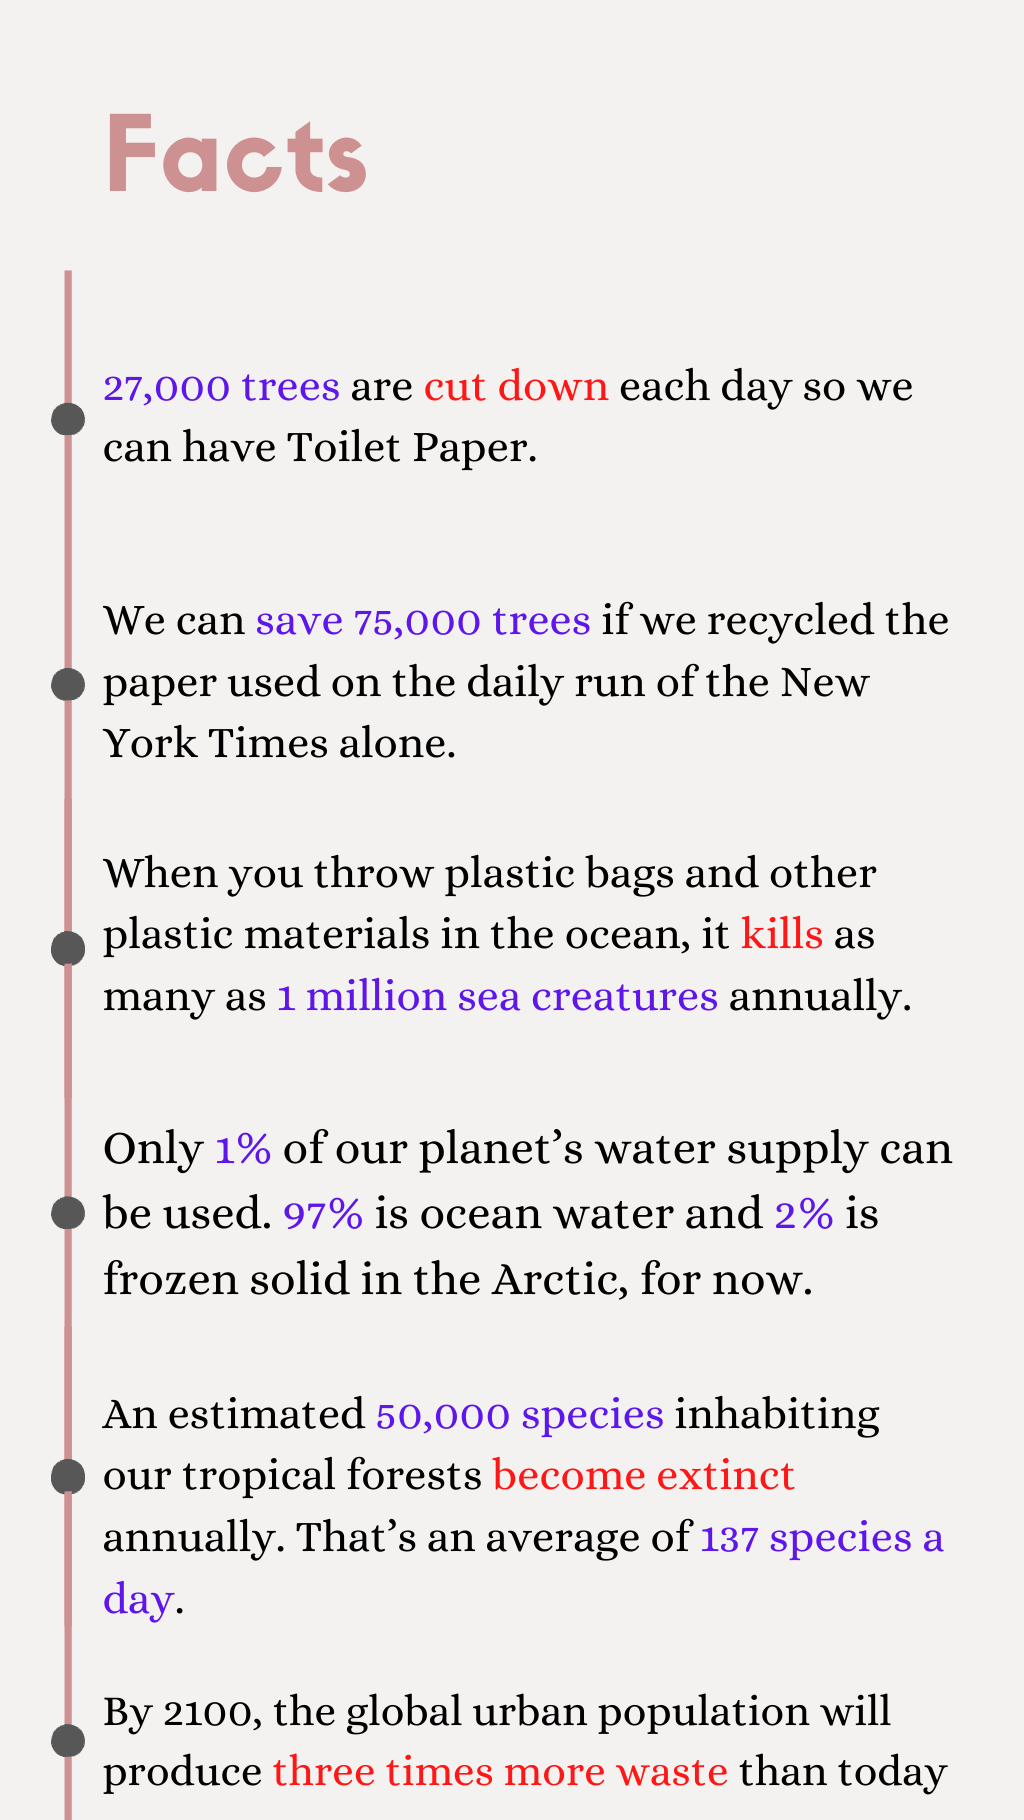 Facts
27,000 trees are cut down each day so we
can have Toilet Paper.
We can save 75,000 trees if we recycled the
paper used on the daily run of the New
York Times alone.
When you throw plastic bags and other
plastic materials in the ocean, it kills as
many as 1 million sea creatures annually.
Only 1% of our planet’s water supply can
be used. 97% is ocean water and 2% is
frozen solid in the Arctic, for now.
An estimated 50,000 species inhabiting
our tropical forests become extinct
annually. That’s an average of 137 species a
day.
By 2100, the global urban population will
produce three times more waste than today